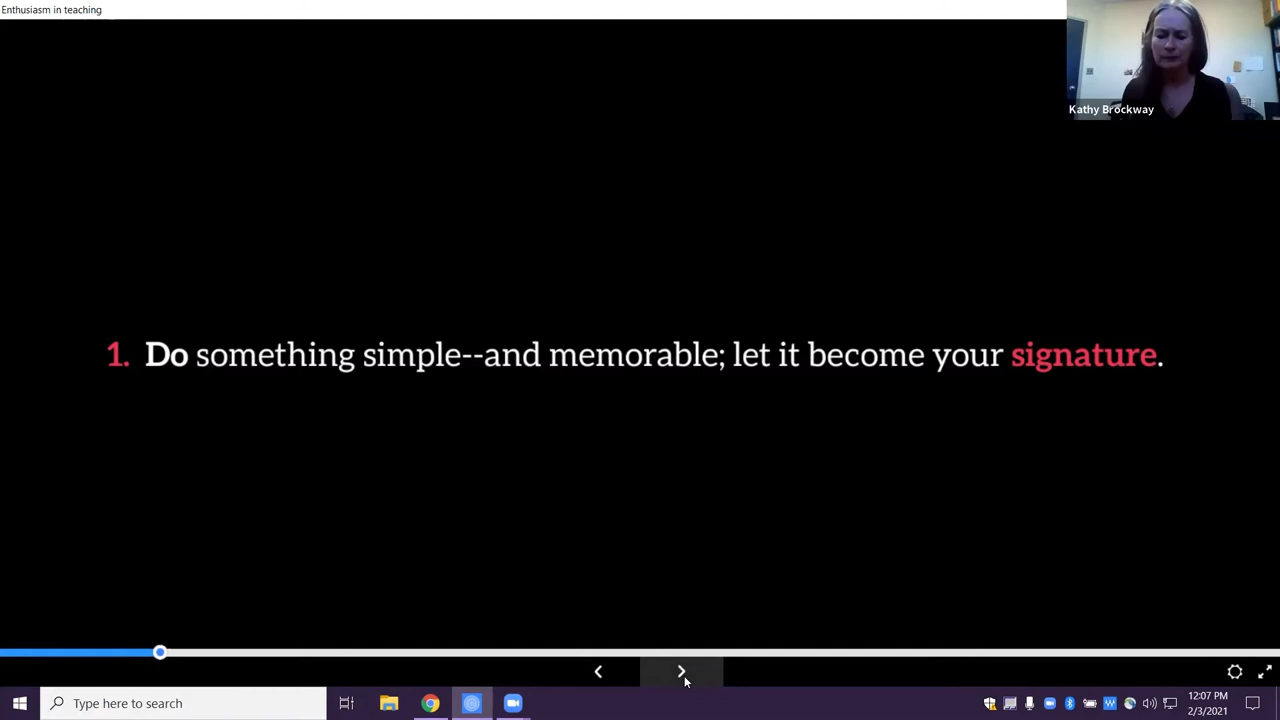 Enthusiasm in teaching
Kathy Brockway
1. Do something simple--and memorable; let it become your signature.
Type here to search
12:07 PM
2/3/2021